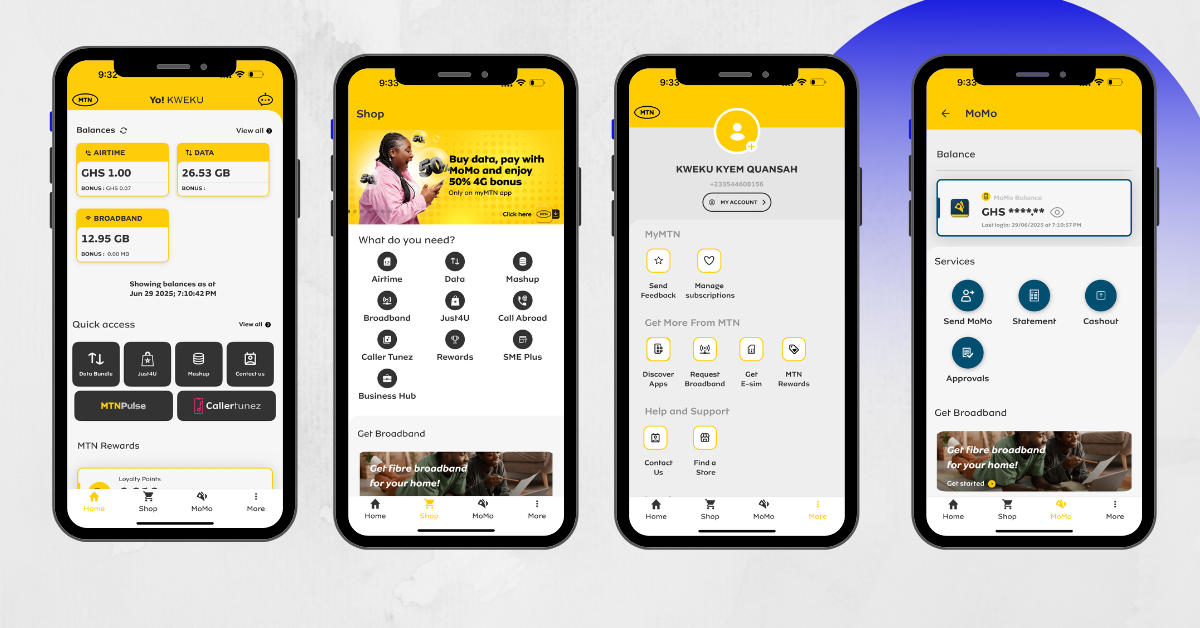 9:32
MTN
Yo! KWEKU
Balances
View all
AIRTIME
GHS 1.00
BONUS : GHS 0.07
DATA
26.53 GB
BONUS :
BROADBAND
12.95 GB
BONUS : 0.00 MB
Showing balances as at
Jun 29 2025; 7:10:42 PM
Quick access
View all
Data Bundle
Just4U
Mashup
Contact us
MTNPulse
Callertunez
MTN Rewards
Loyalty Points
Home
Shop
MoMo
More
9:33
Shop
Buy data, pay with
MoMo and enjoy
50% 4G bonus
Only on myMTN app
Click here
MTN
What do you need?
Airtime
Data
Mashup
Broadband
Just4U
Call Abroad
Caller Tunez
Rewards
SME Plus
Business Hub
Get Broadband
Get fibre broadband
for your home!
Home
Shop
MoMo
More
9:33
MTN
KWEKU KYEM QUANSAH
+233544608156
MY ACCOUNT
MyMTN
Send
Feedback
Manage
subscriptions
Get More From MTN
Discover
Apps
Request
Broadband
Get
E-sim
MTN
Rewards
Help and Support
Contact
Us
Find a
Store
Home
Shop
MoMo
More
9:33
MoMo
Balance
MoMo Balance
GHS ****.**
Last login: 29/06/2025 at 7:10:57 PM
Services
Send MoMo
Statement
Cashout
Approvals
Get Broadband
Get fibre broadband
for your home!
Get started
Home
Shop
MoMo
More